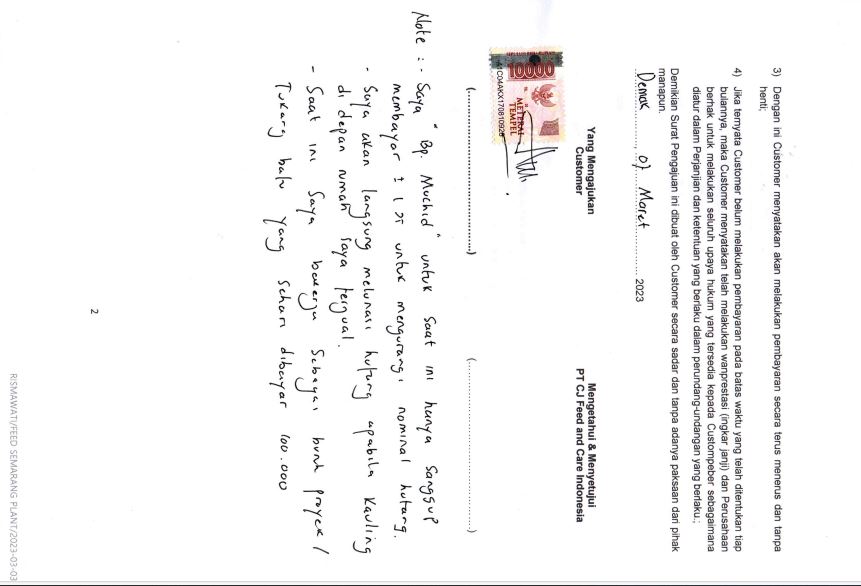 3) Dengan ini Customer menyatakan akan melakukan pembayaran secara terus menerus dan tanpa
henti;
4) Jika ternyata Customer belum melakukan pembayaran pada batas waktu yang telah ditentukan tiap
bulannya, maka Customer menyatakan telah melakukan wanprestasi (ingkar janji) dan Perusahaan
berhak untuk melakukan seluruh upaya hukum yang tersedia kepada Custompeber sebagaimana
diatur dalam Perjanjian dan ketentuan yang berlaku dalam perundang-undangan yang berlaku.;
Demikian Surat Pengajuan ini dibuat oleh Customer secara sadar dan tanpa adanya paksaan dari pihak
manapun.
Demak, 07 Maret 2023
Yang Mengajukan
Customer
Mengetahui & Menyetujui
PT CJ Feed and Care Indonesia
10000
METERAI
TEMPEL
A1C04AKX170810928
(..................................................)
(..................................................)
Note : - Saya "Bp. Muchid" untuk saat ini hanya sanggup
membayar ± 1 untuk mengurangi nominal hutang.
- Saya akan langsung melunasi hutang apabila kauling
di depan rumah saya terjual.
- Saat ini saya bekerja sebagai buruh proyek /
Tukang batu yang sehari dibayar 100.000
2
RISMAWATI/FEED SEMARANG PLANT/2023-03-03